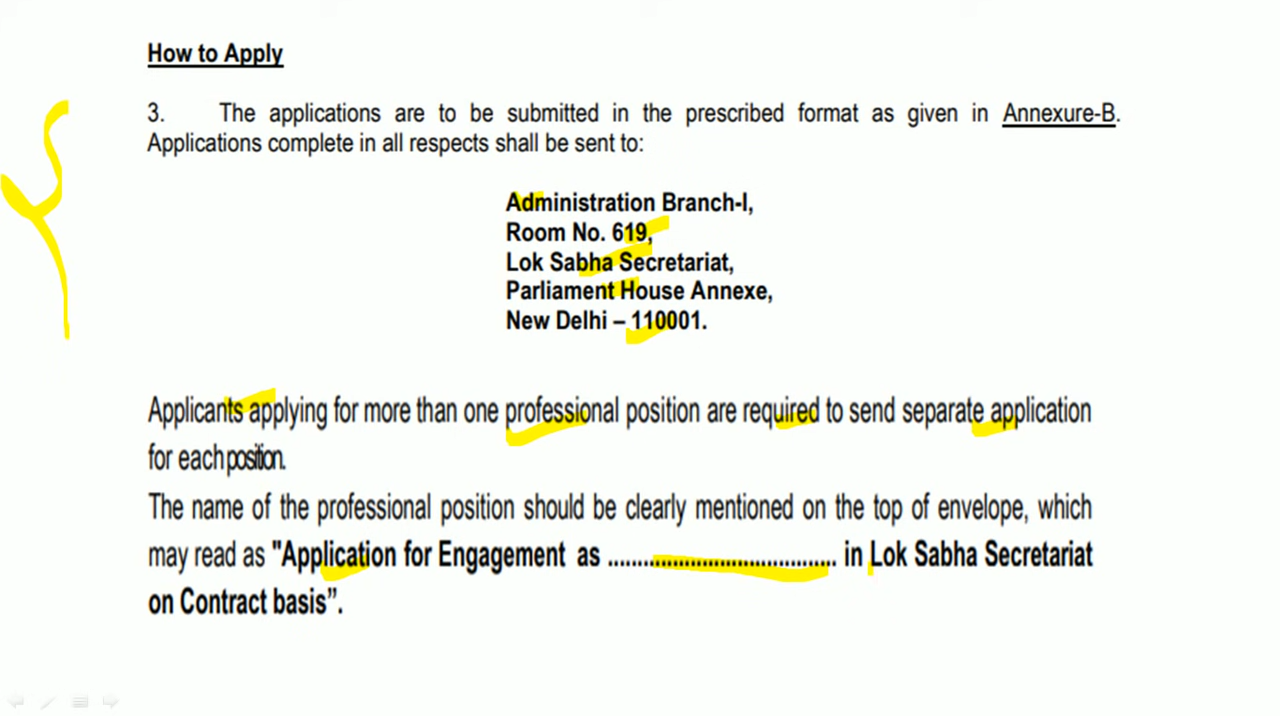 How to Apply
3. The applications are to be submitted in the prescribed format as given in Annexure-B.
Applications complete in all respects shall be sent to:
Administration Branch-I,
Room No. 619,
Lok Sabha Secretariat,
Parliament House Annexe,
New Delhi – 110001.
Applicants applying for more than one professional position are required to send separate application
for each position.
The name of the professional position should be clearly mentioned on the top of envelope, which
may read as "Application for Engagement as ....................................... in Lok Sabha Secretariat
on Contract basis”.